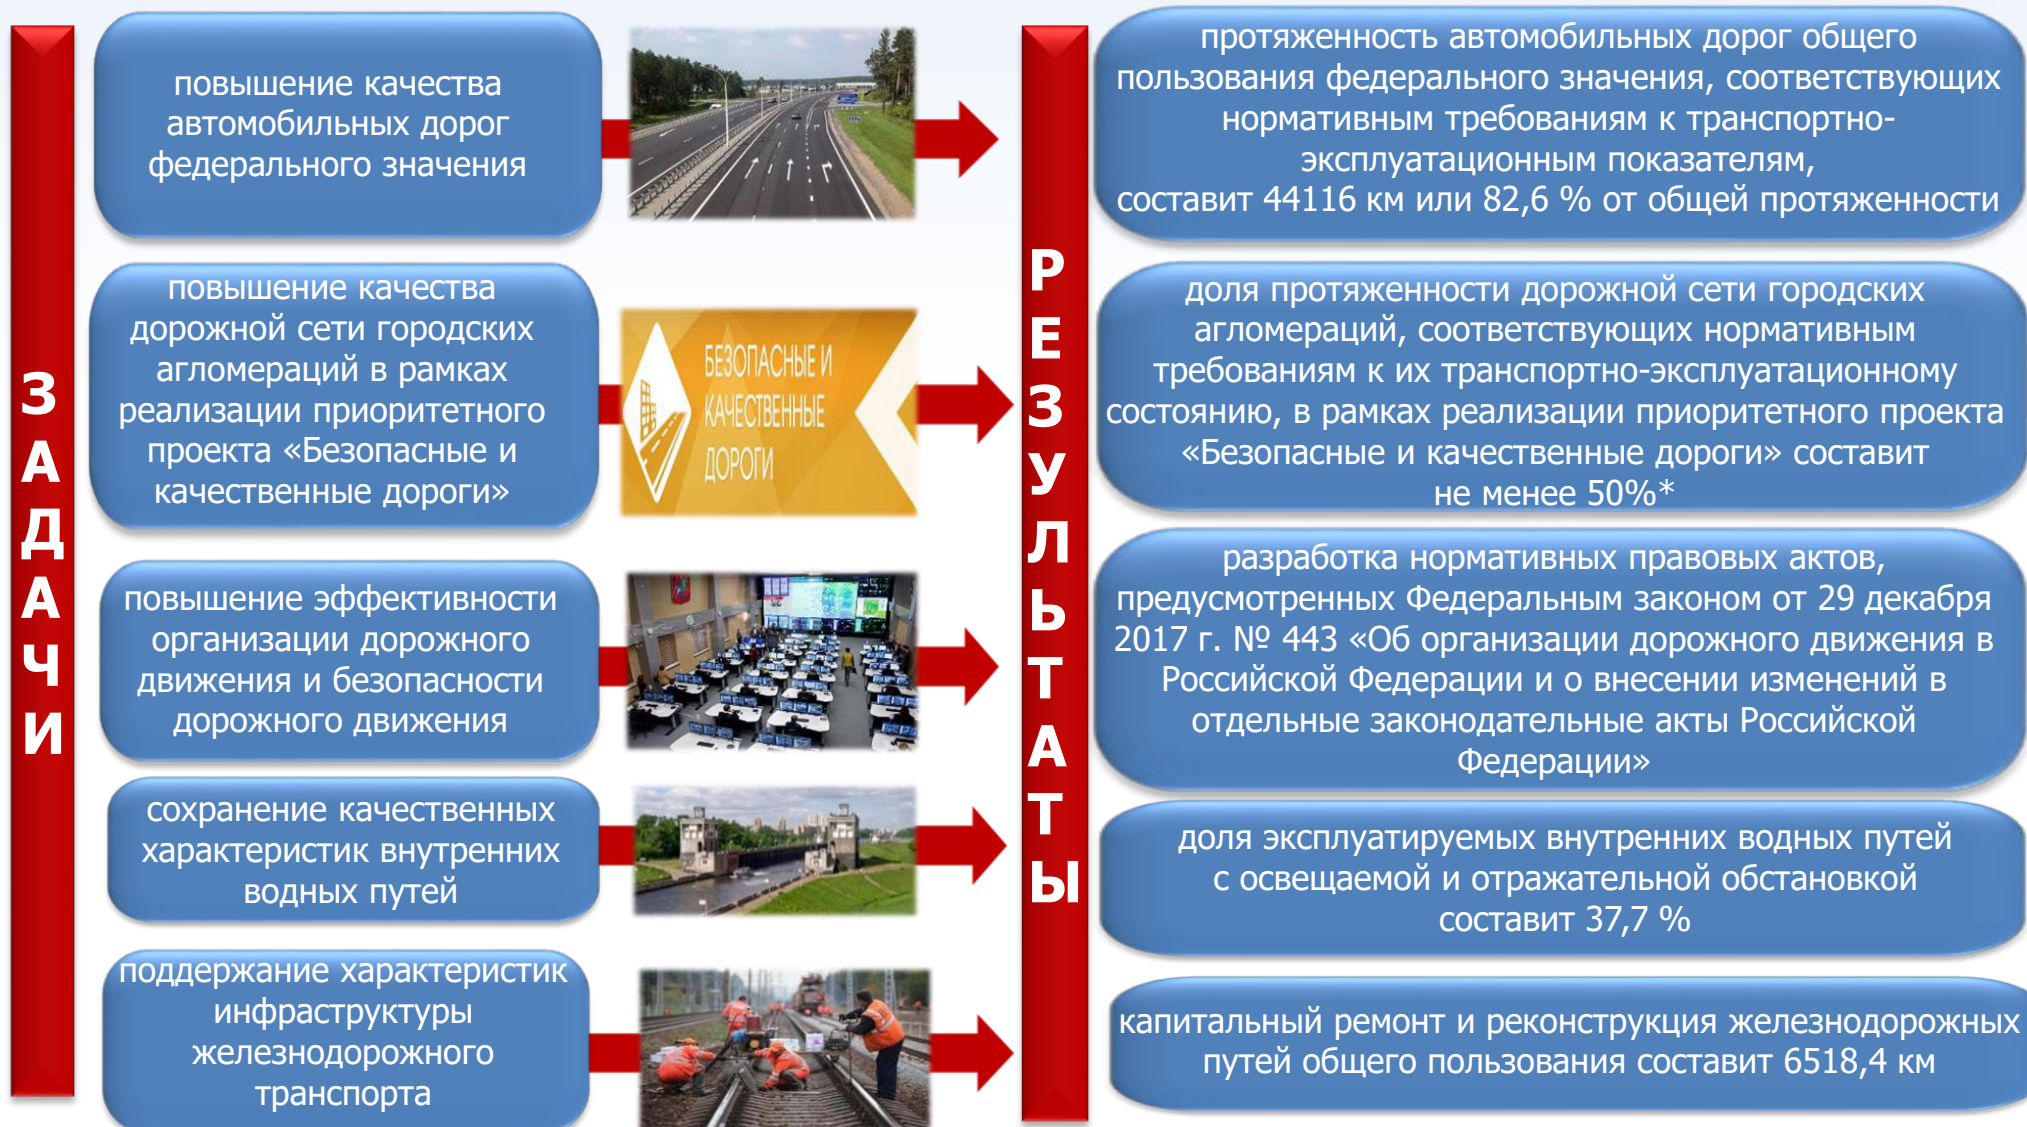 ЗАДАЧИ
повышение качества
автомобильных дорог
федерального значения
РЕЗУЛЬТАТЫ
протяженность автомобильных дорог общего
пользования федерального значения, соответствующих
нормативным требованиям к транспортно-
эксплуатационным показателям,
составит 44116 км или 82,6 % от общей протяженности
повышение качества
дорожной сети городских
агломераций в рамках
реализации приоритетного
проекта «Безопасные и
качественные дороги»
БЕЗОПАСНЫЕ И
КАЧЕСТВЕННЫЕ
ДОРОГИ
доля протяженности дорожной сети городских
агломераций, соответствующих нормативным
требованиям к их транспортно-эксплуатационному
состоянию, в рамках реализации приоритетного проекта
«Безопасные и качественные дороги» составит
не менее 50%*
повышение эффективности
организации дорожного
движения и безопасности
дорожного движения
разработка нормативных правовых актов,
предусмотренных Федеральным законом от 29 декабря
2017 г. № 443 «Об организации дорожного движения в
Российской Федерации и о внесении изменений в
отдельные законодательные акты Российской
Федерации»
сохранение качественных
характеристик внутренних
водных путей
доля эксплуатируемых внутренних водных путей
с освещаемой и отражательной обстановкой
составит 37,7 %
поддержание характеристик
инфраструктуры
железнодорожного
транспорта
капитальный ремонт и реконструкция железнодорожных
путей общего пользования составит 6518,4 км